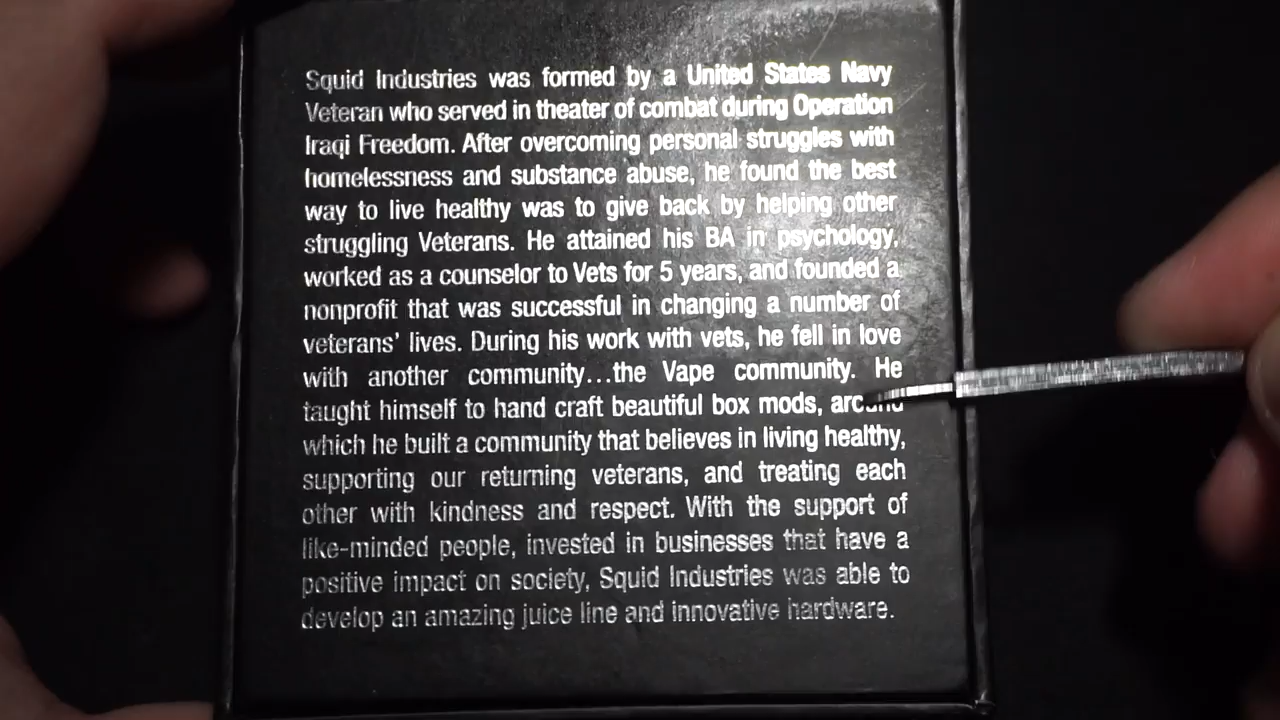 Squid Industries was formed by a United States Navy
Veteran who served in theater of combat during Operation
Iraqi Freedom. After overcoming personal struggles with
homelessness and substance abuse, he found the best
way to live healthy was to give back by helping other
struggling Veterans. He attained his BA in psychology,
worked as a counselor to Vets for 5 years, and founded a
nonprofit that was successful in changing a number of
veterans' lives. During his work with vets, he fell in love
with another community...the Vape community. He
taught himself to hand craft beautiful box mods, around
which he built a community that believes in living healthy,
supporting our returning veterans, and treating each
other with kindness and respect. With the support of
like-minded people, invested in businesses that have a
positive impact on society, Squid Industries was able to
develop an amazing juice line and innovative hardware.